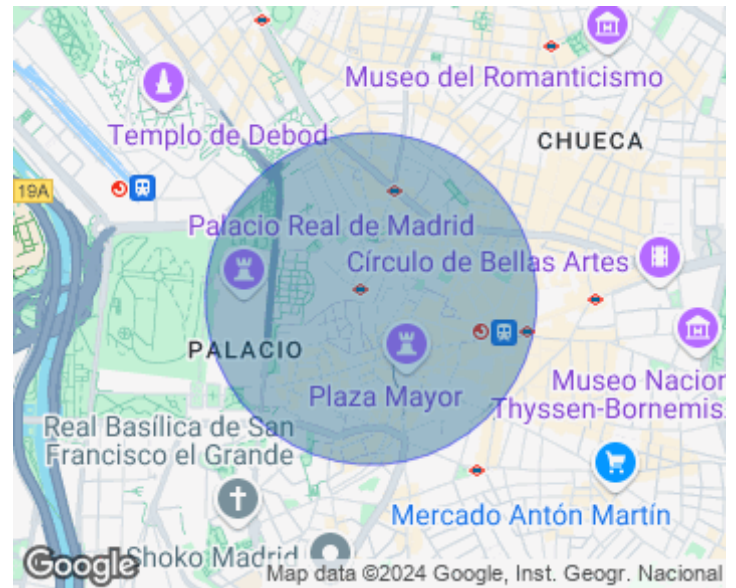 Museo del Romanticismo
Templo de Debod
CHUECA
19A
Palacio Real de Madrid
Círculo de Bellas Artes
PALACIO
Plaza Mayor
Museo Nacion
Thyssen-Bornemis...
Real Basílica de San
Francisco el Grande
Mercado Antón Martín
Shoko Madrid
Google
Map data ©2024 Google, Inst. Geogr. Nacional